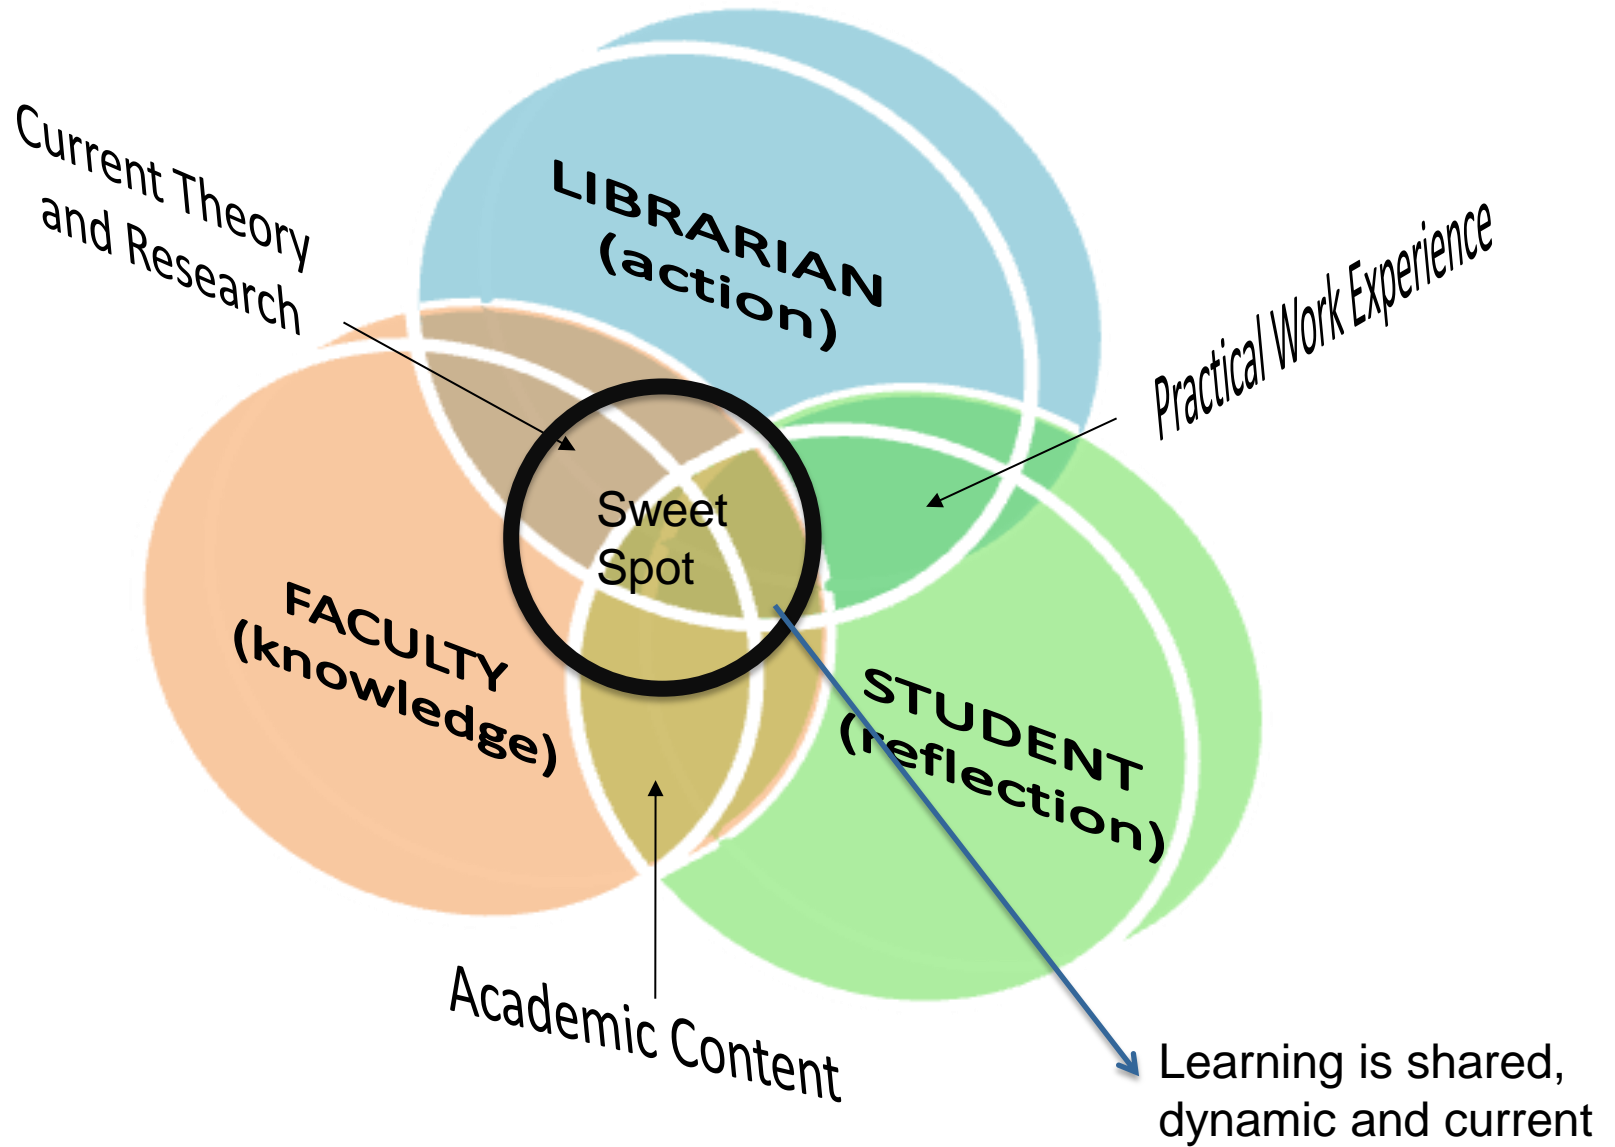 LIBRARIAN
(action)
Current Theory
and Research
Practical Work Experience
Sweet
Spot
FACULTY
(knowledge)
STUDENT
(reflection)
Academic Content
Learning is shared,
dynamic and current